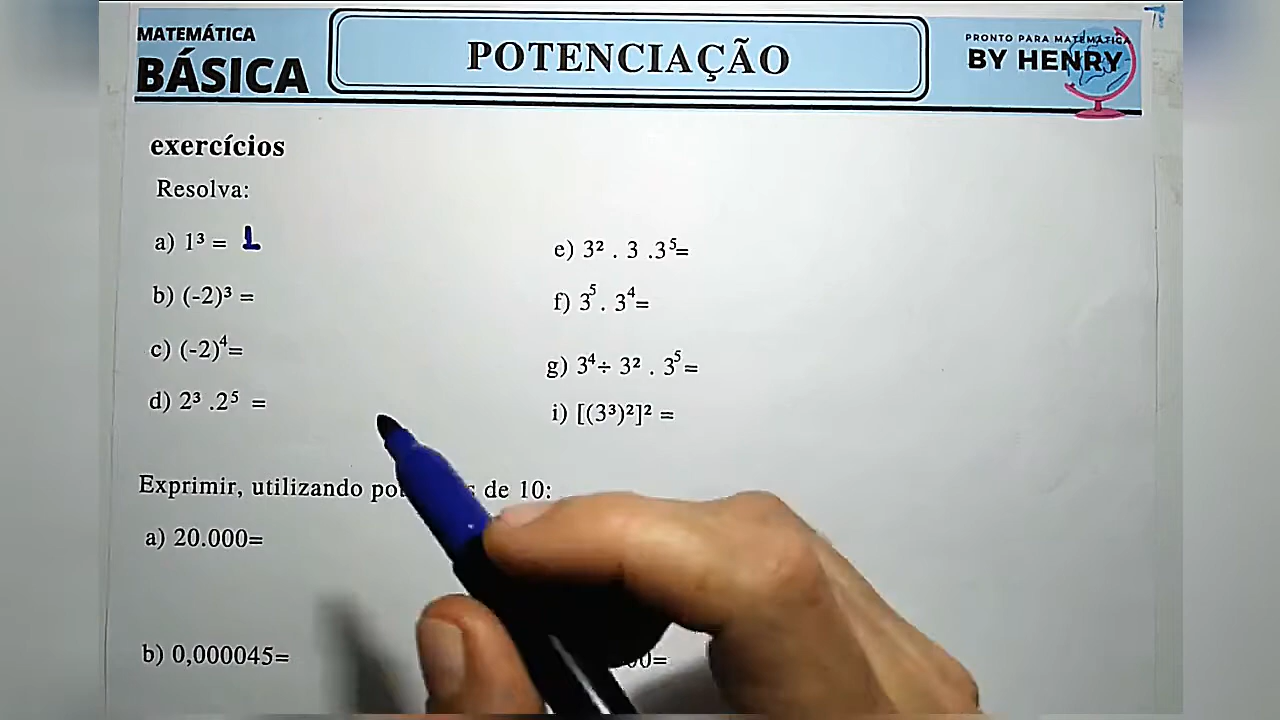 MATEMÁTICA
BÁSICA
POTENCIAÇÃO
PRONTO PARA MATEMÁTICA
BY HENRY
exercícios
Resolva:
a) 1³ = 1
b) (-2)³ =
c) (-2)⁴=
d) 2³ .2⁵ =
e) 3² . 3 .3⁵=
f) 3⁵ . 3⁴=
g) 3⁴÷ 3² . 3⁵=
i) [(3³)²]² =
Exprimir, utilizando de 10:
a) 20.000=
b) 0,000045=